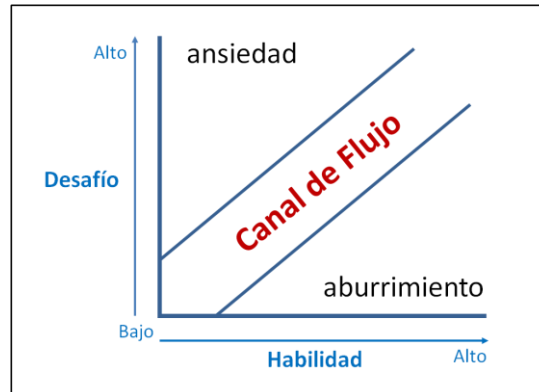 Alto
ansiedad
Desafío
Canal de Flujo
aburrimiento
Bajo
Habilidad
Alto